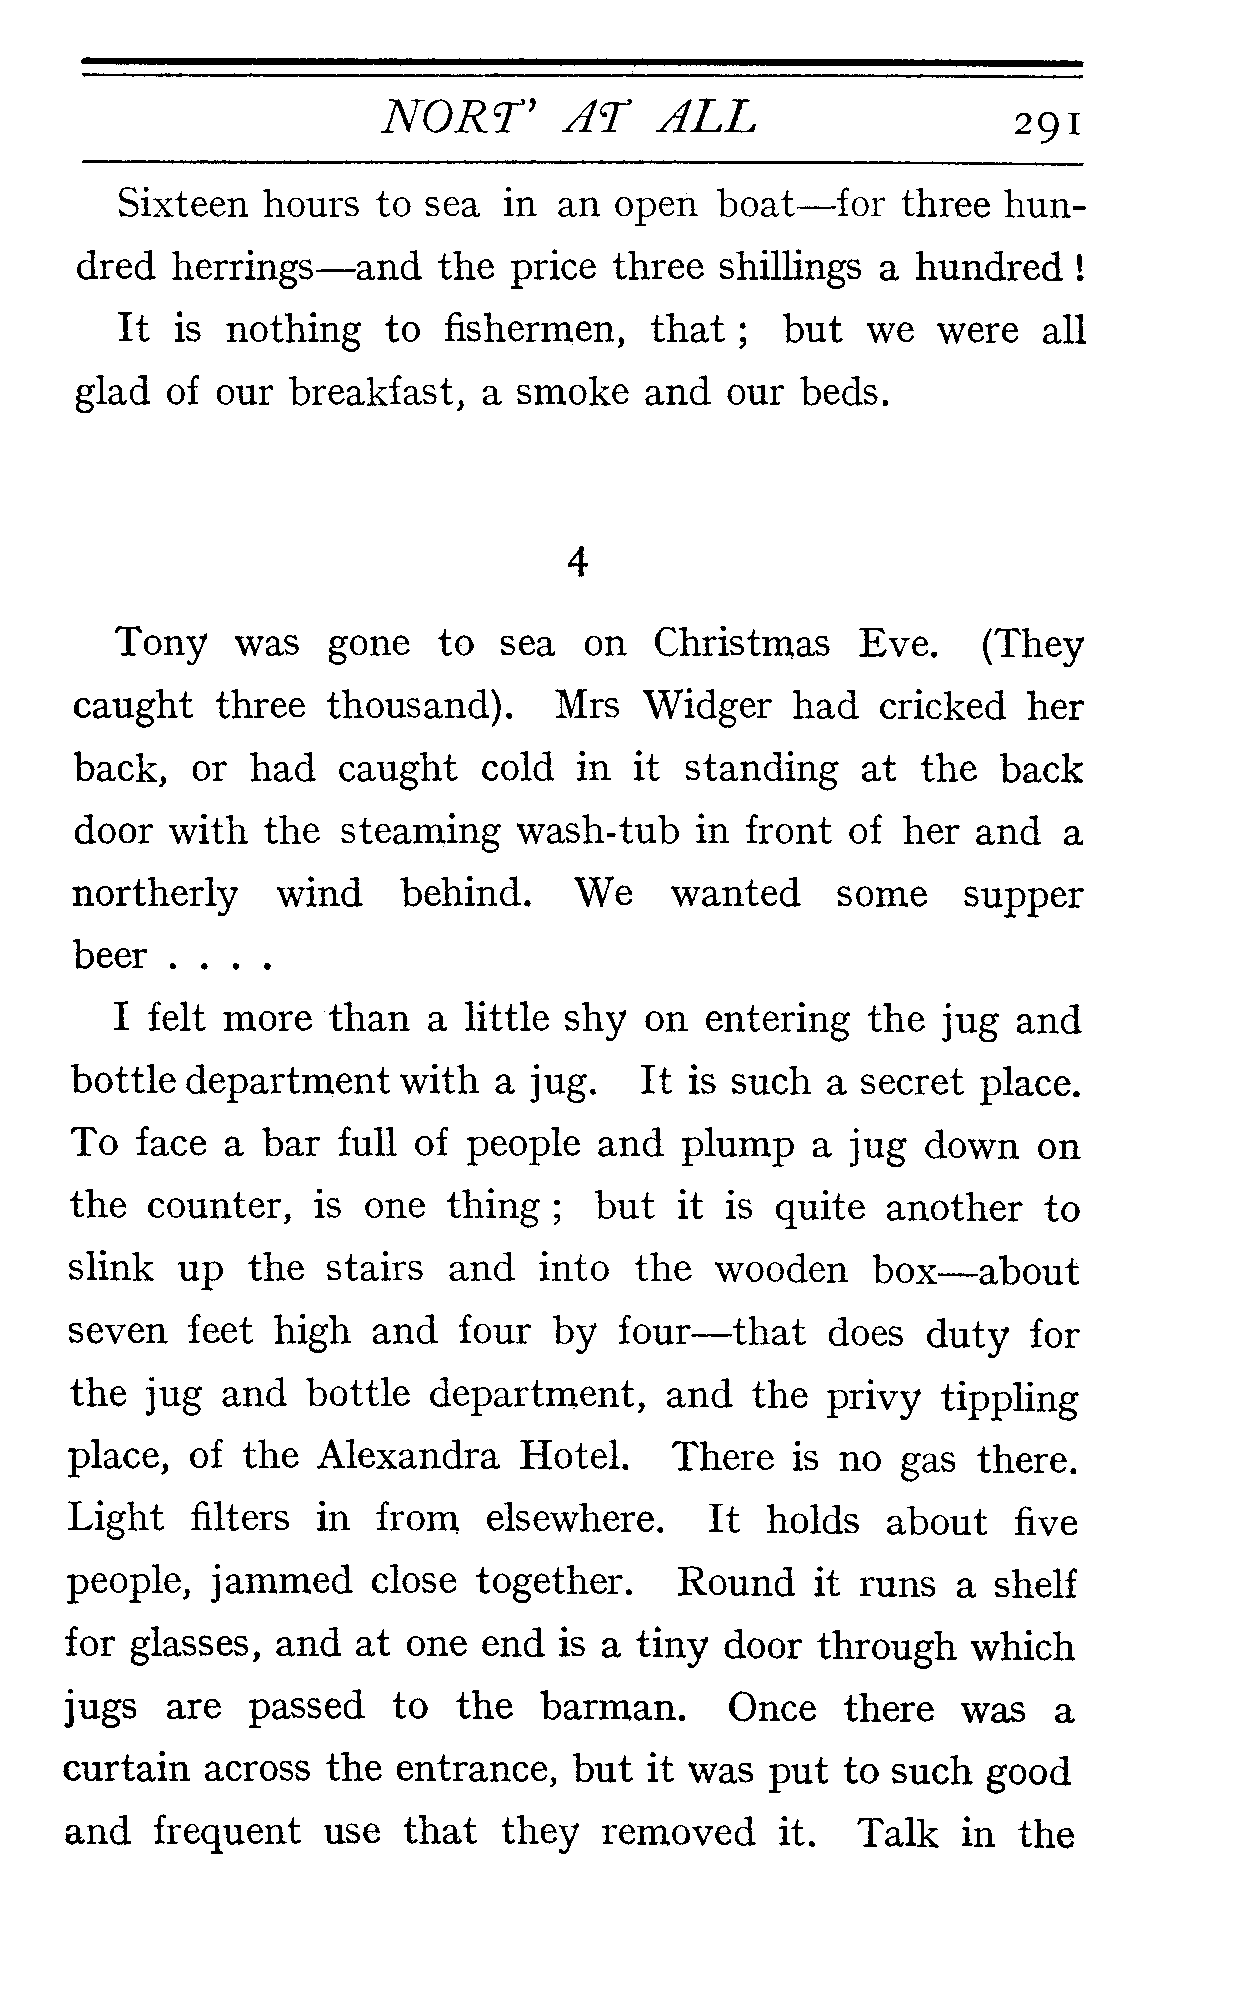 NORT' AT ALL 291
Sixteen hours to sea in an open boat—for three hun-
dred herrings—and the price three shillings a hundred !
It is nothing to fishermen, that ; but we were all
glad of our breakfast, a smoke and our beds.
4
Tony was gone to sea on Christmas Eve. (They
caught three thousand). Mrs Widger had cricked her
back, or had caught cold in it standing at the back
door with the steaming wash-tub in front of her and a
northerly wind behind. We wanted some supper
beer . . . .
I felt more than a little shy on entering the jug and
bottle department with a jug. It is such a secret place.
To face a bar full of people and plump a jug down on
the counter, is one thing ; but it is quite another to
slink up the stairs and into the wooden box—about
seven feet high and four by four—that does duty for
the jug and bottle department, and the privy tippling
place, of the Alexandra Hotel. There is no gas there.
Light filters in from elsewhere. It holds about five
people, jammed close together. Round it runs a shelf
for glasses, and at one end is a tiny door through which
jugs are passed to the barman. Once there was a
curtain across the entrance, but it was put to such good
and frequent use that they removed it. Talk in the